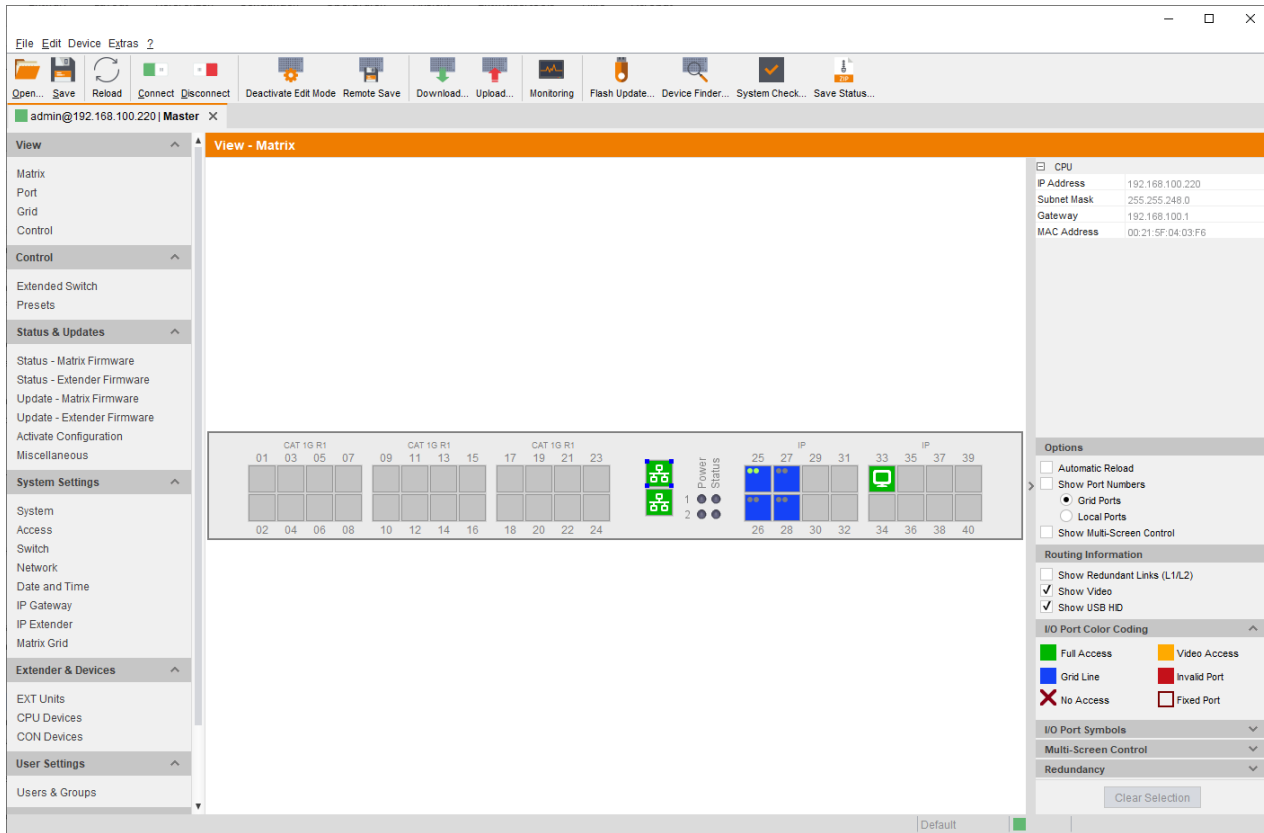 File Edit Device Extras ?
Open... Save Reload Connect Disconnect Deactivate Edit Mode Remote Save Download... Upload... Monitoring Flash Update... Device Finder... System Check... Save Status...
ZIP
admin@192.168.100.220 | Master
View
Matrix
Port
Grid
Control
Control
Extended Switch
Presets
Status & Updates
Status - Matrix Firmware
Status - Extender Firmware
Update - Matrix Firmware
Update - Extender Firmware
Activate Configuration
Miscellaneous
System Settings
System
Access
Switch
Network
Date and Time
IP Gateway
IP Extender
Matrix Grid
Extender & Devices
EXT Units
CPU Devices
CON Devices
User Settings
Users & Groups
View - Matrix
CAT 1G R1 CAT 1G R1 CAT 1G R1 IP IP
01 03 05 07 09 11 13 15 17 19 21 23 Power Status 25 27 29 31 33 35 37 39
1
2
02 04 06 08 10 12 14 16 18 20 22 24 26 28 30 32 34 36 38 40
CPU
IP Address 192.168.100.220
Subnet Mask 255.255.248.0
Gateway 192.168.100.1
MAC Address 00:21:5F:04:03:F6
Options
Automatic Reload
Show Port Numbers
Grid Ports
Local Ports
Show Multi-Screen Control
Routing Information
Show Redundant Links (L1/L2)
Show Video
Show USB HID
I/O Port Color Coding
Full Access Video Access
Grid Line Invalid Port
No Access Fixed Port
I/O Port Symbols
Multi-Screen Control
Redundancy
Clear Selection
Default